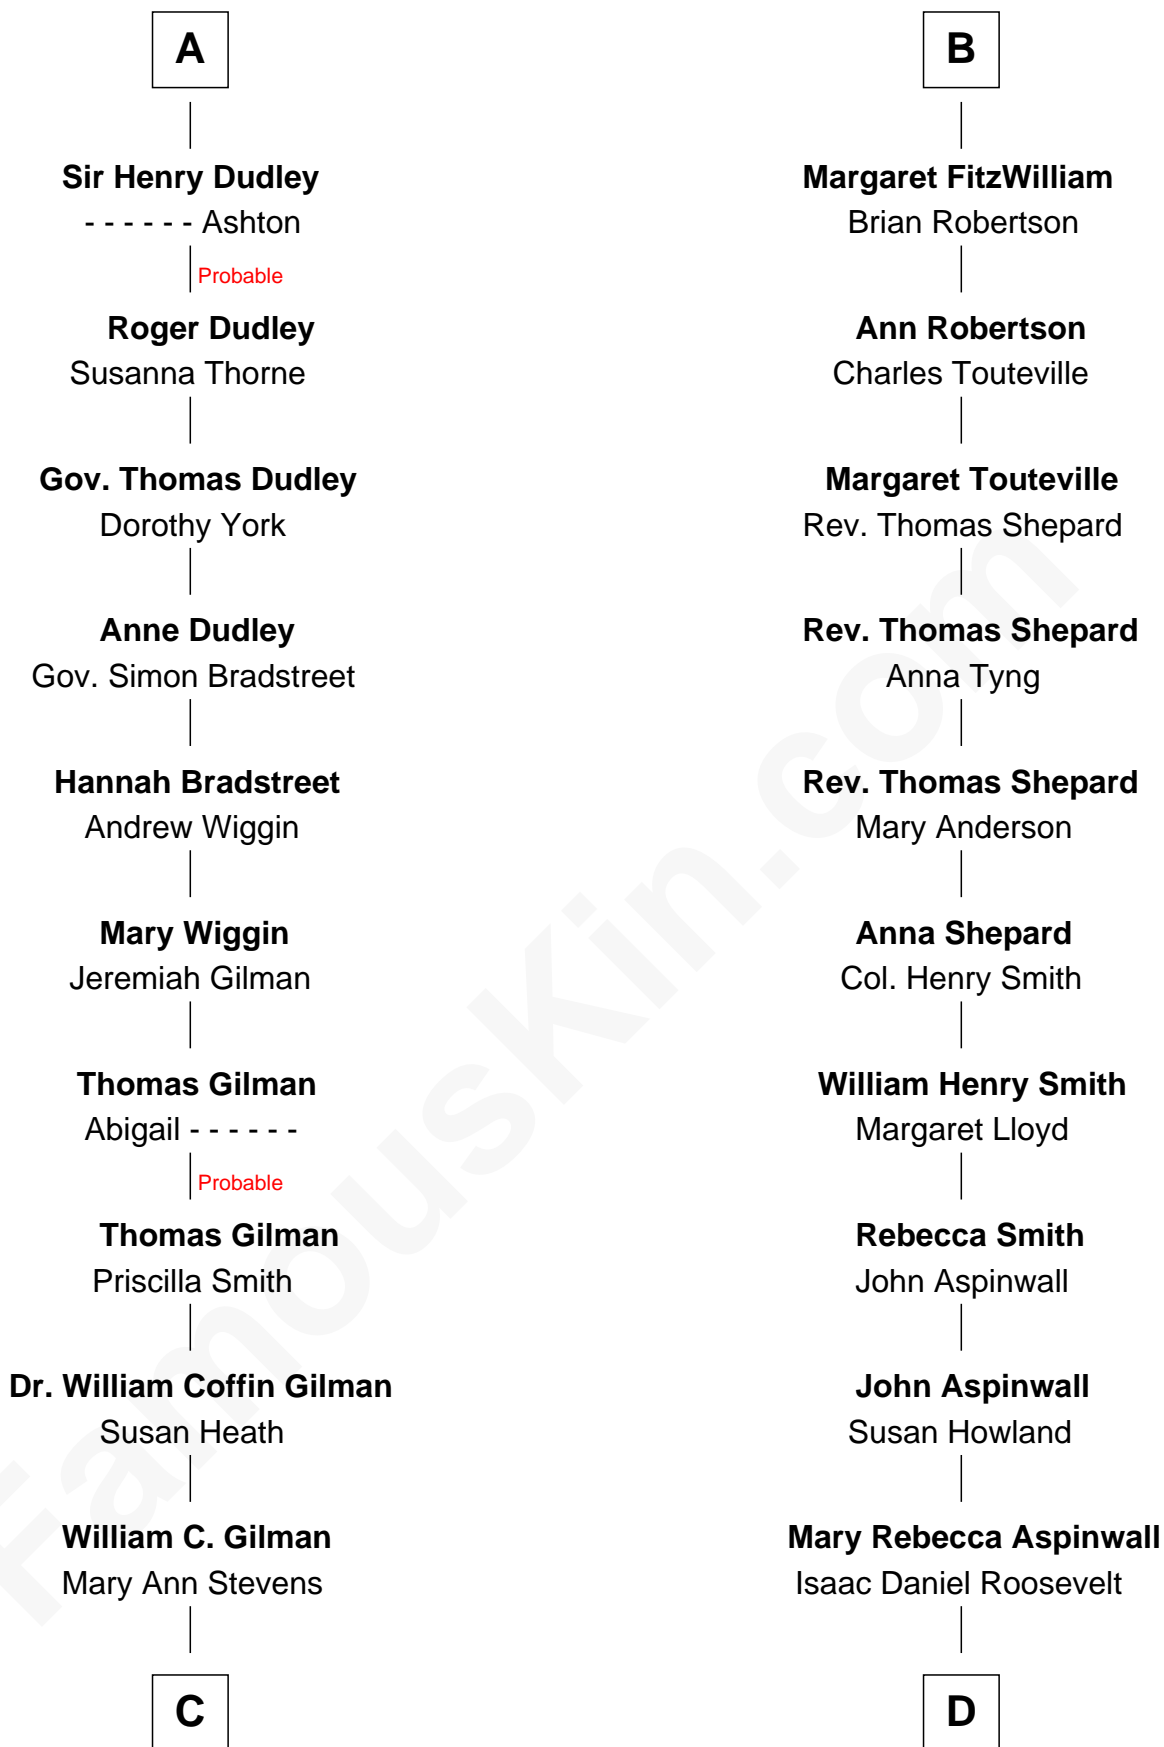 A
Sir Henry Dudley
- - - - - - Ashton
Probable
Roger Dudley
Susanna Thorne
Gov. Thomas Dudley
Dorothy York
Anne Dudley
Gov. Simon Bradstreet
Hannah Bradstreet
Andrew Wiggin
Mary Wiggin
Jeremiah Gilman
Thomas Gilman
Abigail - - - - - -
Probable
Thomas Gilman
Priscilla Smith
Dr. William Coffin Gilman
Susan Heath
William C. Gilman
Mary Ann Stevens
C
B
Margaret FitzWilliam
Brian Robertson
Ann Robertson
Charles Touteville
Margaret Touteville
Rev. Thomas Shepard
Rev. Thomas Shepard
Anna Tyng
Rev. Thomas Shepard
Mary Anderson
Anna Shepard
Col. Henry Smith
William Henry Smith
Margaret Lloyd
Rebecca Smith
John Aspinwall
John Aspinwall
Susan Howland
Mary Rebecca Aspinwall
Isaac Daniel Roosevelt
D
FamousKin.com